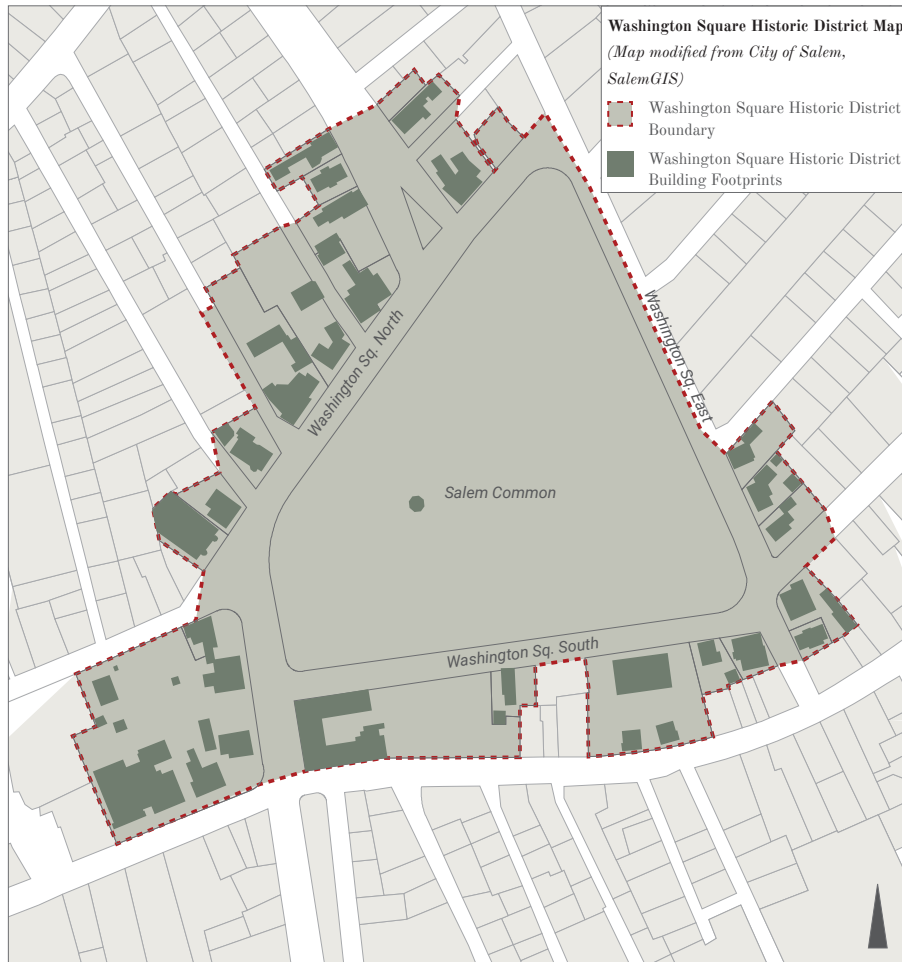 Washington Square Historic District Map
(Map modified from City of Salem,
SalemGIS)
Washington Square Historic District
Boundary
Washington Square Historic District
Building Footprints
Washington Sq. North
Washington Sq. East
Salem Common
Washington Sq. South